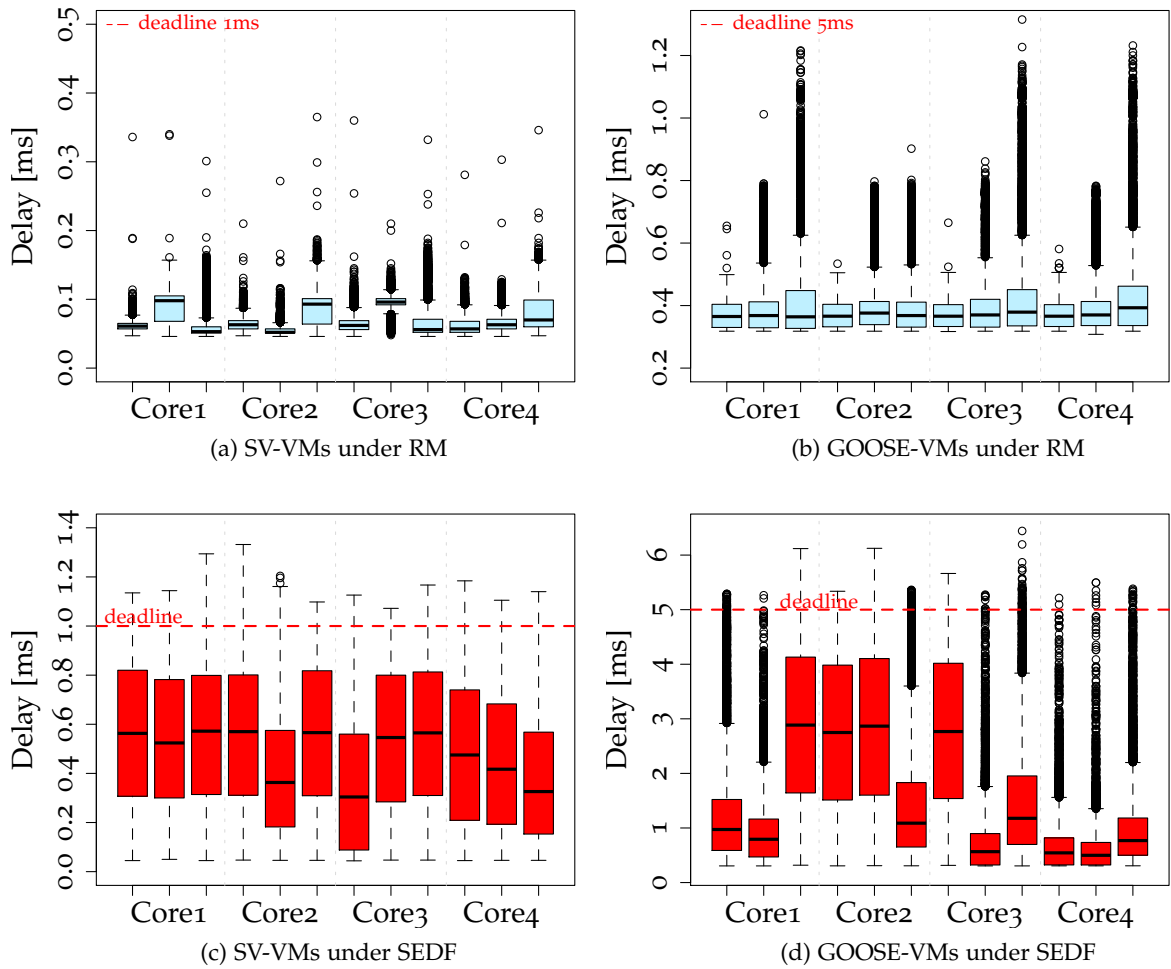 deadline 1ms
Delay [ms]
0.0 0.1 0.2 0.3 0.4 0.5
Core1 Core2 Core3 Core4
(a) SV-VMs under RM
deadline 5ms
Delay [ms]
0.2 0.4 0.6 0.8 1.0 1.2
Core1 Core2 Core3 Core4
(b) GOOSE-VMs under RM
deadline
Delay [ms]
0.0 0.2 0.4 0.6 0.8 1.0 1.2 1.4
Core1 Core2 Core3 Core4
(c) SV-VMs under SEDF
deadline
Delay [ms]
0 1 2 3 4 5 6
Core1 Core2 Core3 Core4
(d) GOOSE-VMs under SEDF